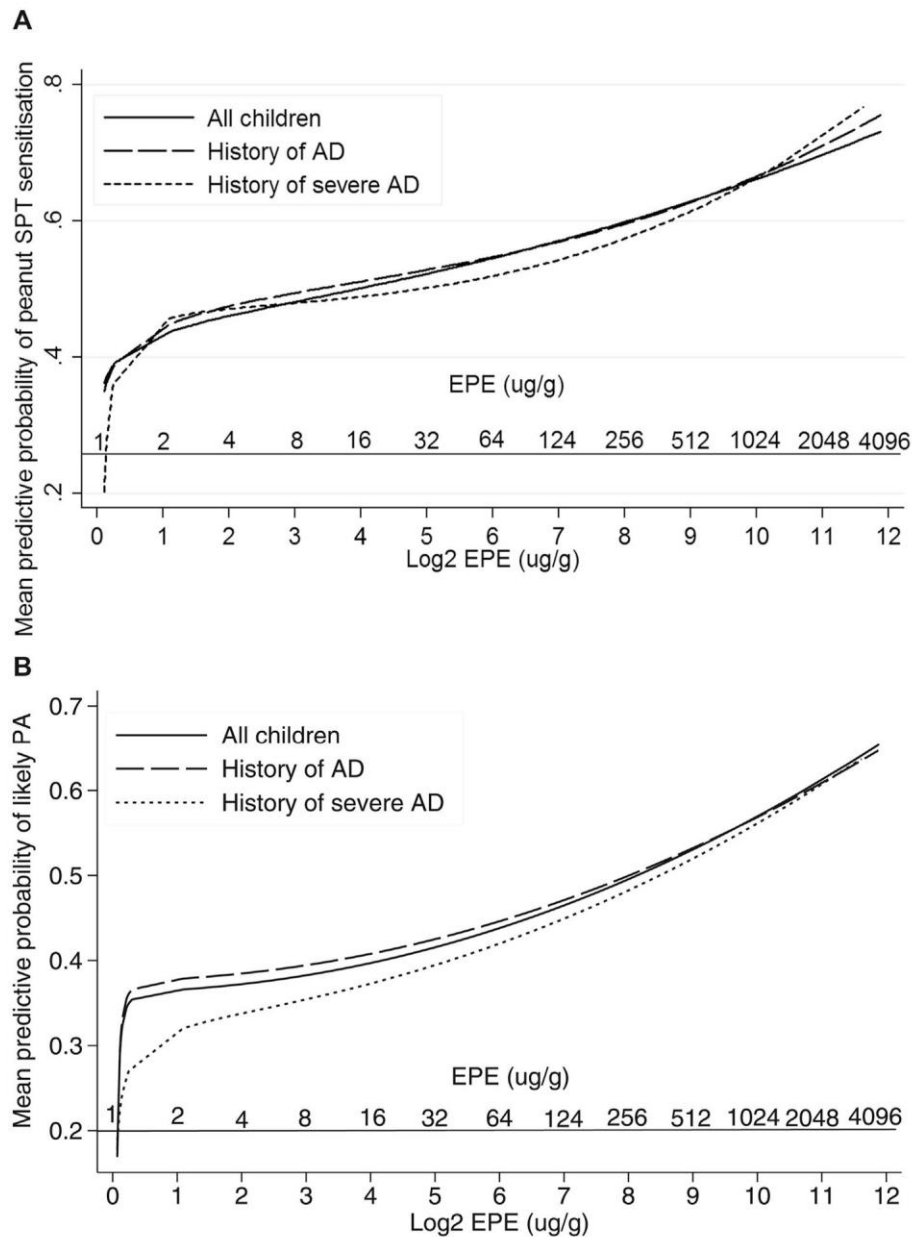 A
Mean predictive probability of peanut SPT sensitisation
.8
.6
.4
.2
All children
History of AD
History of severe AD
EPE (ug/g)
1 2 4 8 16 32 64 124 256 512 1024 2048 4096
0 1 2 3 4 5 6 7 8 9 10 11 12
Log2 EPE (ug/g)
B
Mean predictive probability of likely PA
0.7
0.6
0.5
0.4
0.3
0.2
All children
History of AD
History of severe AD
EPE (ug/g)
1 2 4 8 16 32 64 124 256 512 1024 2048 4096
0 1 2 3 4 5 6 7 8 9 10 11 12
Log2 EPE (ug/g)